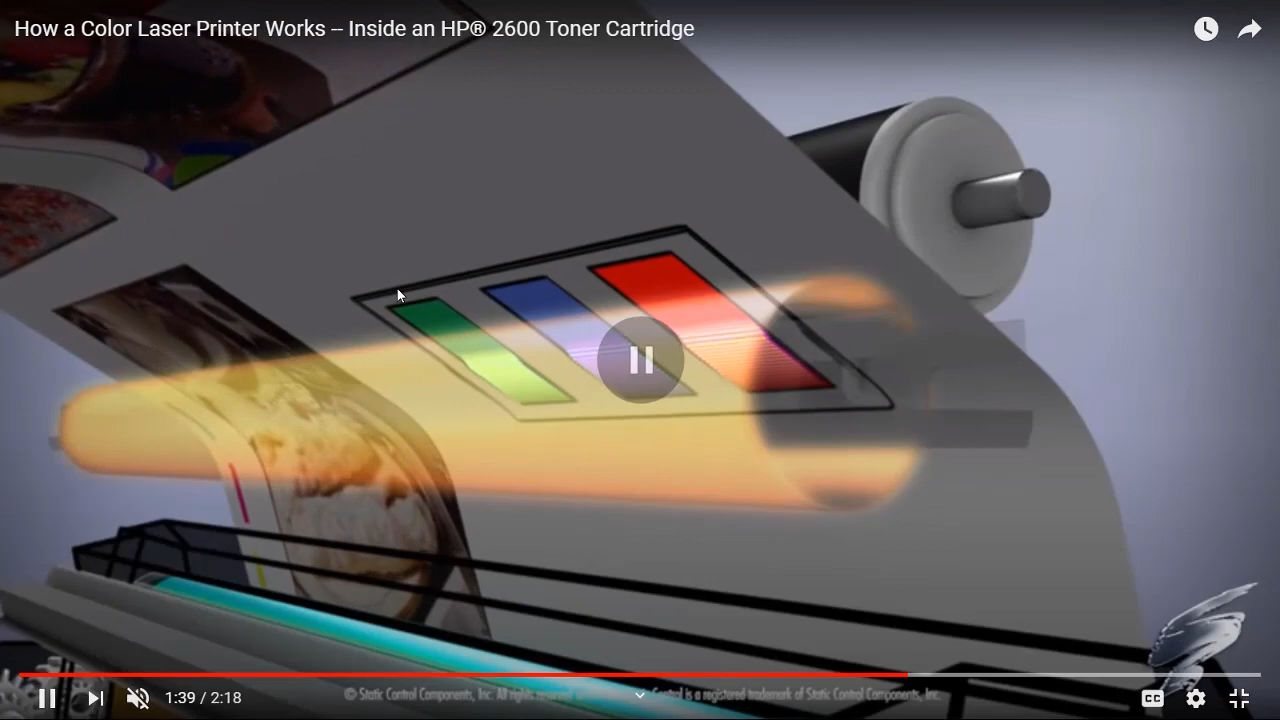 How a Color Laser Printer Works -- Inside an HP® 2600 Toner Cartridge
1:39 / 2:18
CC
© Static Control Components, Inc. All rights reserved Control is a registered trademark of Static Control Components, Inc.